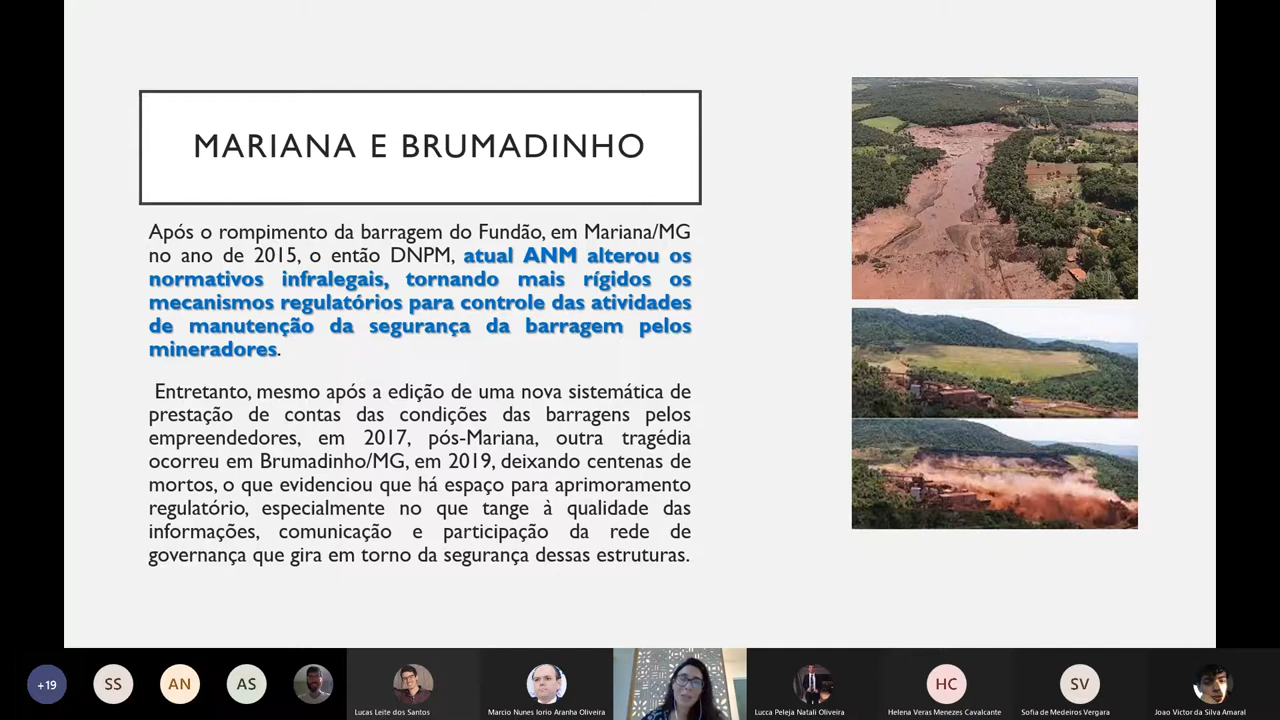 MARIANA E BRUMADINHO
Após o rompimento da barragem do Fundão, em Mariana/MG
no ano de 2015, o então DNPM, atual ANM alterou os
normativos infralegais, tornando mais rígidos os
mecanismos regulatórios para controle das atividades
de manutenção da segurança da barragem pelos
mineradores.
Entretanto, mesmo após a edição de uma nova sistemática de
prestação de contas das condições das barragens pelos
empreendedores, em 2017, pós-Mariana, outra tragédia
ocorreu em Brumadinho/MG, em 2019, deixando centenas de
mortos, o que evidenciou que há espaço para aprimoramento
regulatório, especialmente no que tange à qualidade das
informações, comunicação e participação da rede de
governança que gira em torno da segurança dessas estruturas.
+19
SS
AN
AS
HC
SV
Lucas Leite dos Santos
Marcio Nunes Iorio Aranha Oliveira
Lucca Peleja Natali Oliveira
Helena Veras Menezes Cavalcante
Sofia de Medeiros Vergara
Joao Victor da Silva Amaral